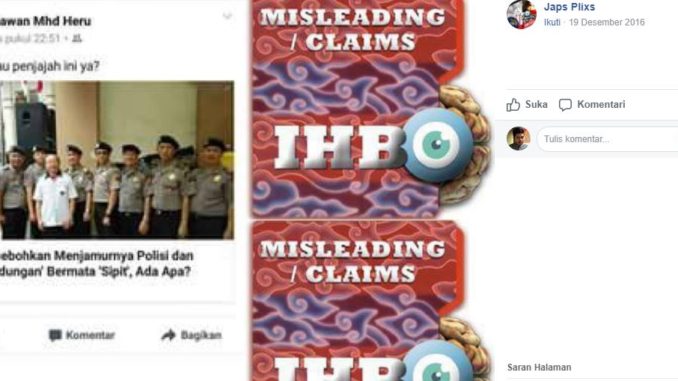 awan Mhd Heru
pukul 22:51
u penjajah ini ya?
ebohkan Menjamurnya Polisi dan
dungan' Bermata 'Sipit', Ada Apa?
Komentar
Bagikan
MISLEADING
/ CLAIMS
IHB
MISLEADING
/ CLAIMS
IHB
Japs Plixs
Ikuti · 19 Desember 2016
Suka
Komentari
Tulis komentar...
Saran Halaman